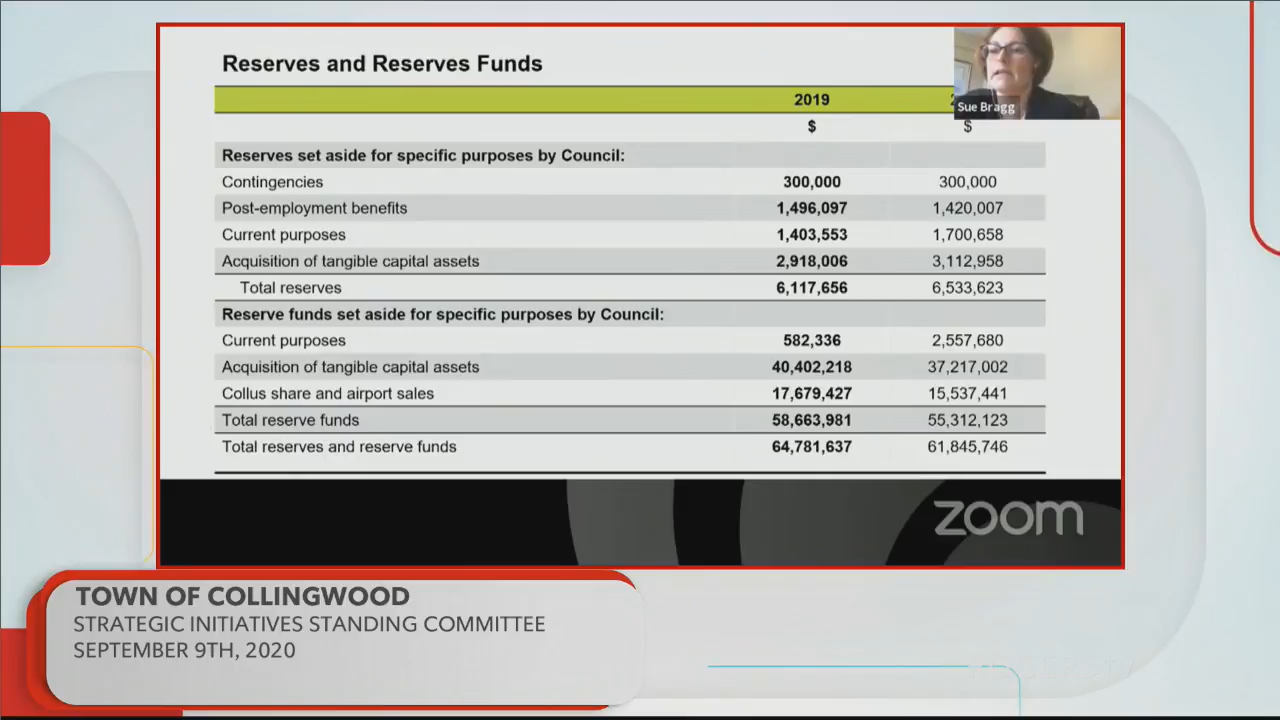 Reserves and Reserves Funds
2019
Sue Bragg
$ $
Reserves set aside for specific purposes by Council:
Contingencies 300,000 300,000
Post-employment benefits 1,496,097 1,420,007
Current purposes 1,403,553 1,700,658
Acquisition of tangible capital assets 2,918,006 3,112,958
Total reserves 6,117,656 6,533,623
Reserve funds set aside for specific purposes by Council:
Current purposes 582,336 2,557,680
Acquisition of tangible capital assets 40,402,218 37,217,002
Collus share and airport sales 17,679,427 15,537,441
Total reserve funds 58,663,981 55,312,123
Total reserves and reserve funds 64,781,637 61,845,746
zoom
TOWN OF COLLINGWOOD
STRATEGIC INITIATIVES STANDING COMMITTEE
SEPTEMBER 9TH, 2020